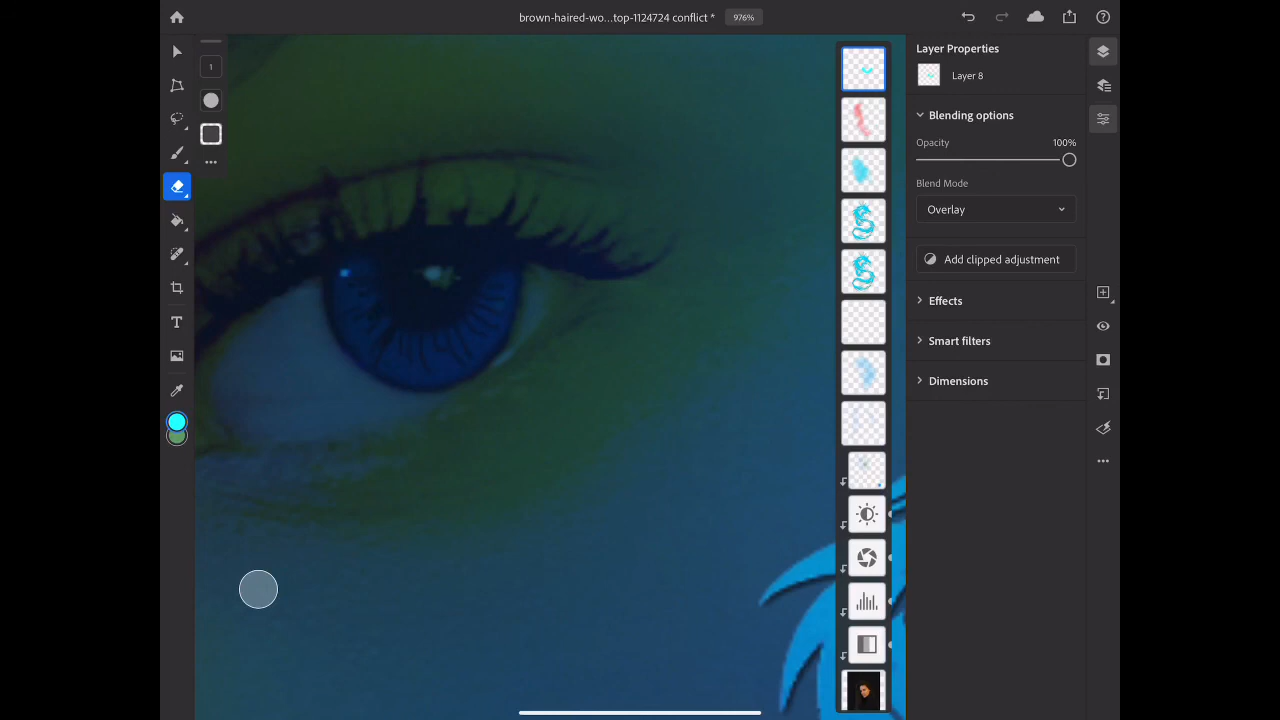 brown-haired-wo...top-1124724 conflict *
976%
Layer Properties
1
Layer 8
Blending options
Opacity
100%
Blend Mode
Overlay
Add clipped adjustment
Effects
Smart filters
Dimensions